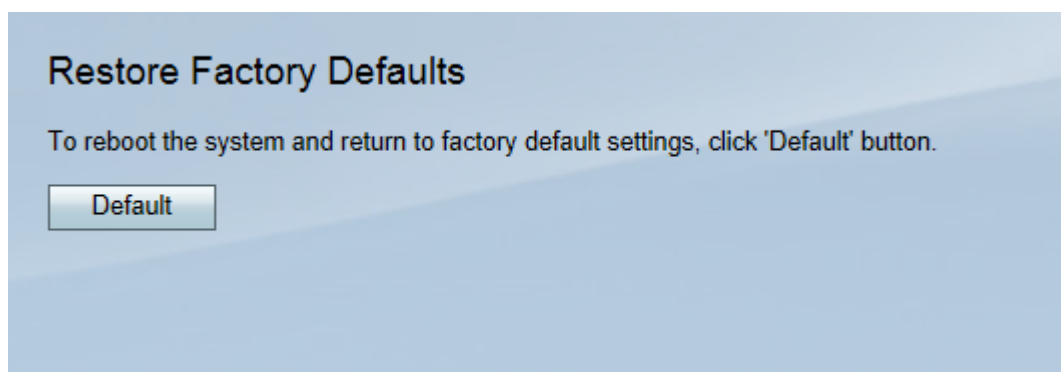 Restore Factory Defaults
To reboot the system and return to factory default settings, click 'Default' button.
Default